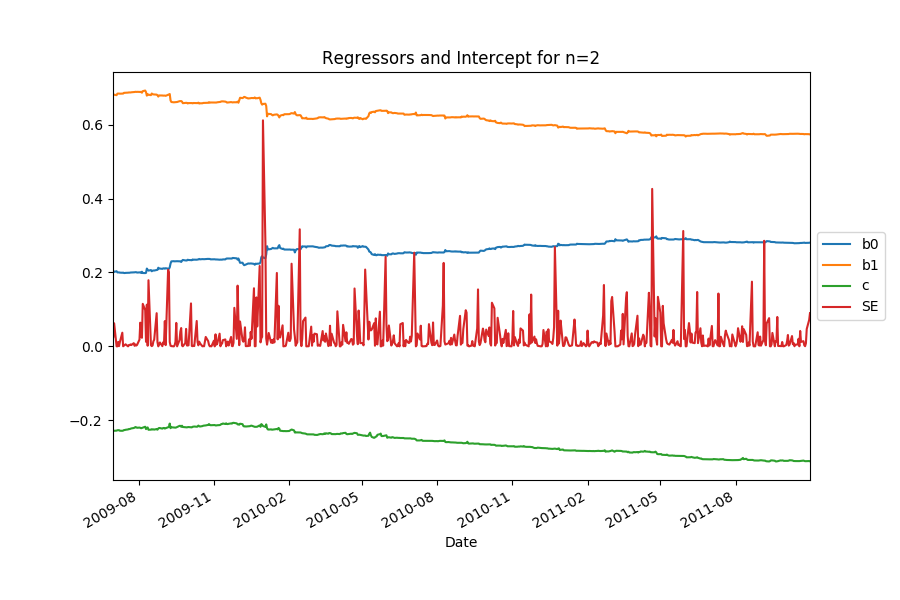 Regressors and Intercept for n=2
0.6
0.4
0.2
0.0
−0.2
2009-08
2009-11
2010-02
2010-05
2010-08
2010-11
2011-02
2011-05
2011-08
Date
b0
b1
c
SE